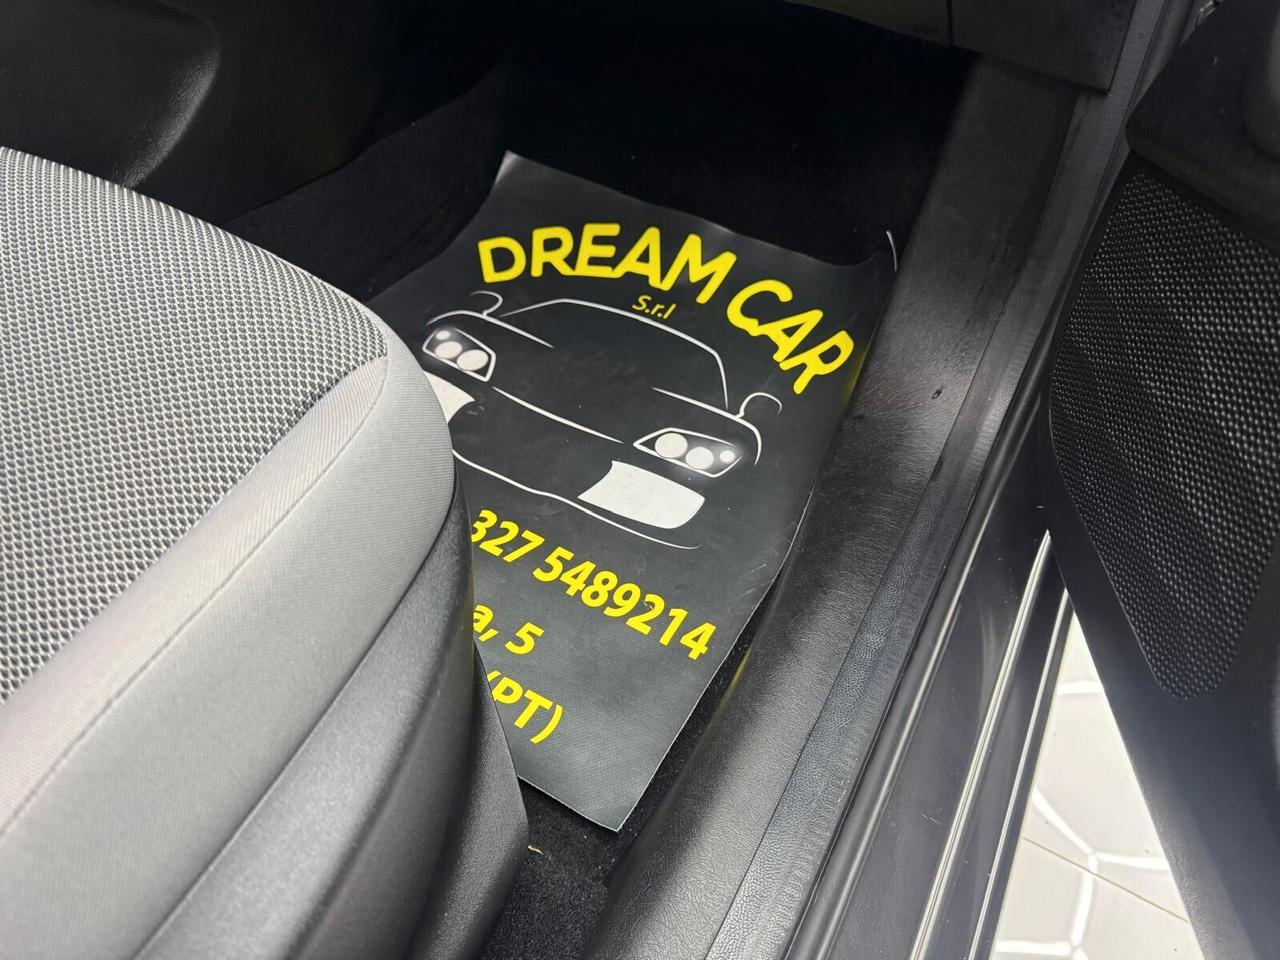 DREAM CAR
S.r.l
327 5489214
a, 5
(PT)